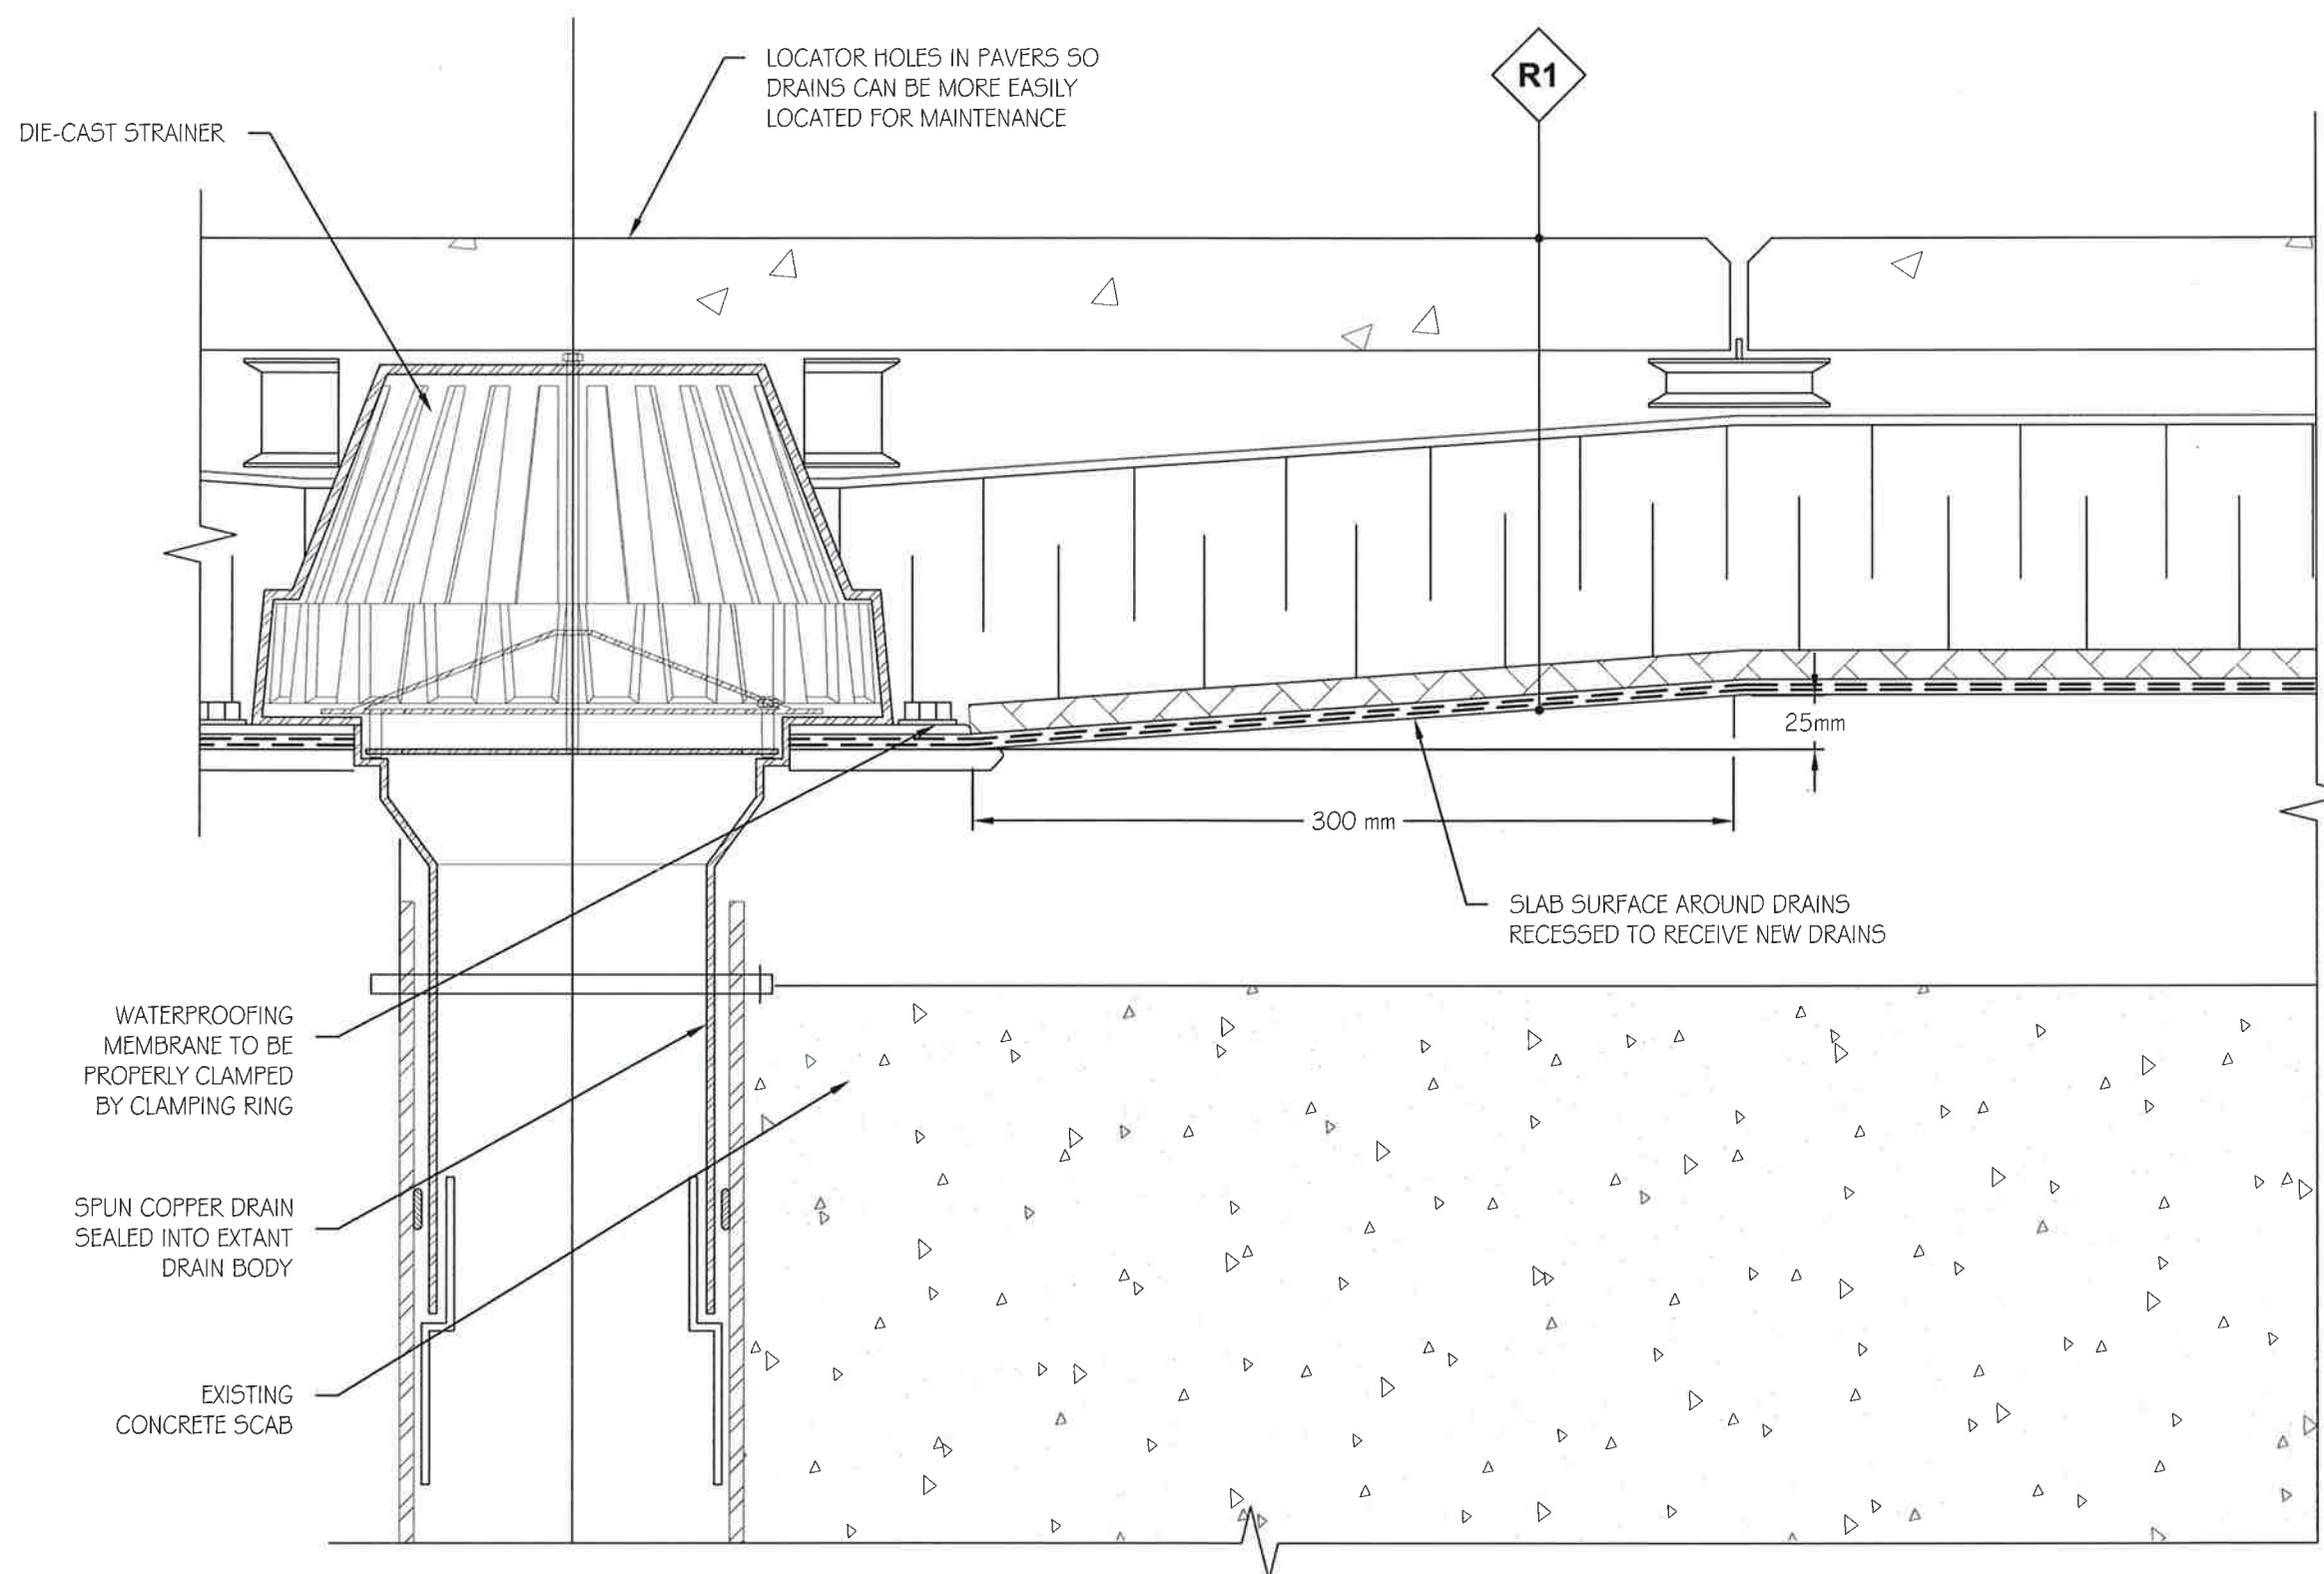 LOCATOR HOLES IN PAVERS SO
DRAINS CAN BE MORE EASILY
LOCATED FOR MAINTENANCE
R1
DIE-CAST STRAINER
25mm
300 mm
SLAB SURFACE AROUND DRAINS
RECESSED TO RECEIVE NEW DRAINS
WATERPROOFING
MEMBRANE TO BE
PROPERLY CLAMPED
BY CLAMPING RING
SPUN COPPER DRAIN
SEALED INTO EXTANT
DRAIN BODY
EXISTING
CONCRETE SCAB